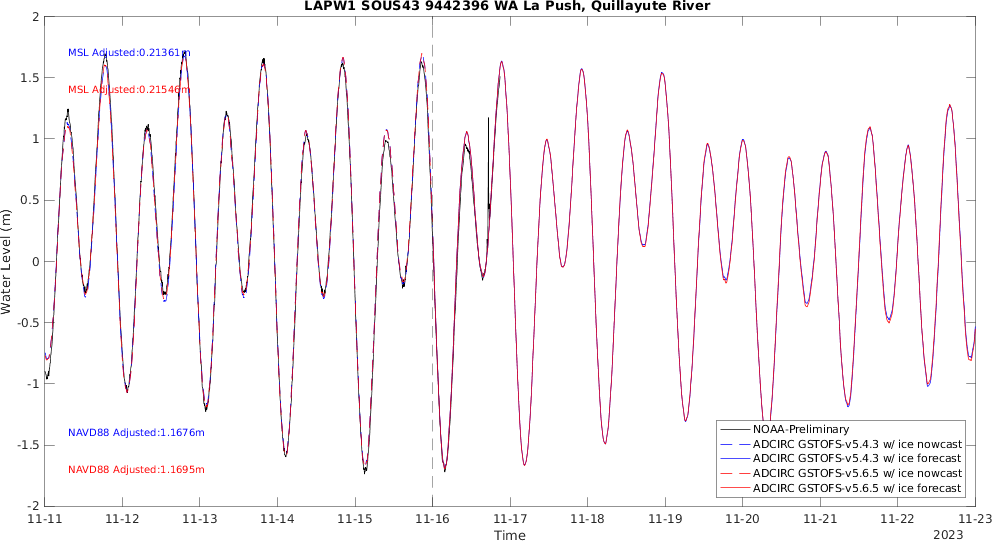 LAPW1 SOUS43 9442396 WA La Push, Quillayute River
2
1.5
1
0.5
0
-0.5
-1
-1.5
-2
Water Level (m)
MSL Adjusted:0.21361m
MSL Adjusted:0.21546m
NAVD88 Adjusted:1.1676m
NAVD88 Adjusted:1.1695m
NOAA-Preliminary
ADCIRC GSTOFS-v5.4.3 w/ ice nowcast
ADCIRC GSTOFS-v5.4.3 w/ ice forecast
ADCIRC GSTOFS-v5.6.5 w/ ice nowcast
ADCIRC GSTOFS-v5.6.5 w/ ice forecast
11-11 11-12 11-13 11-14 11-15 11-16 11-17 11-18 11-19 11-20 11-21 11-22 11-23
Time
2023